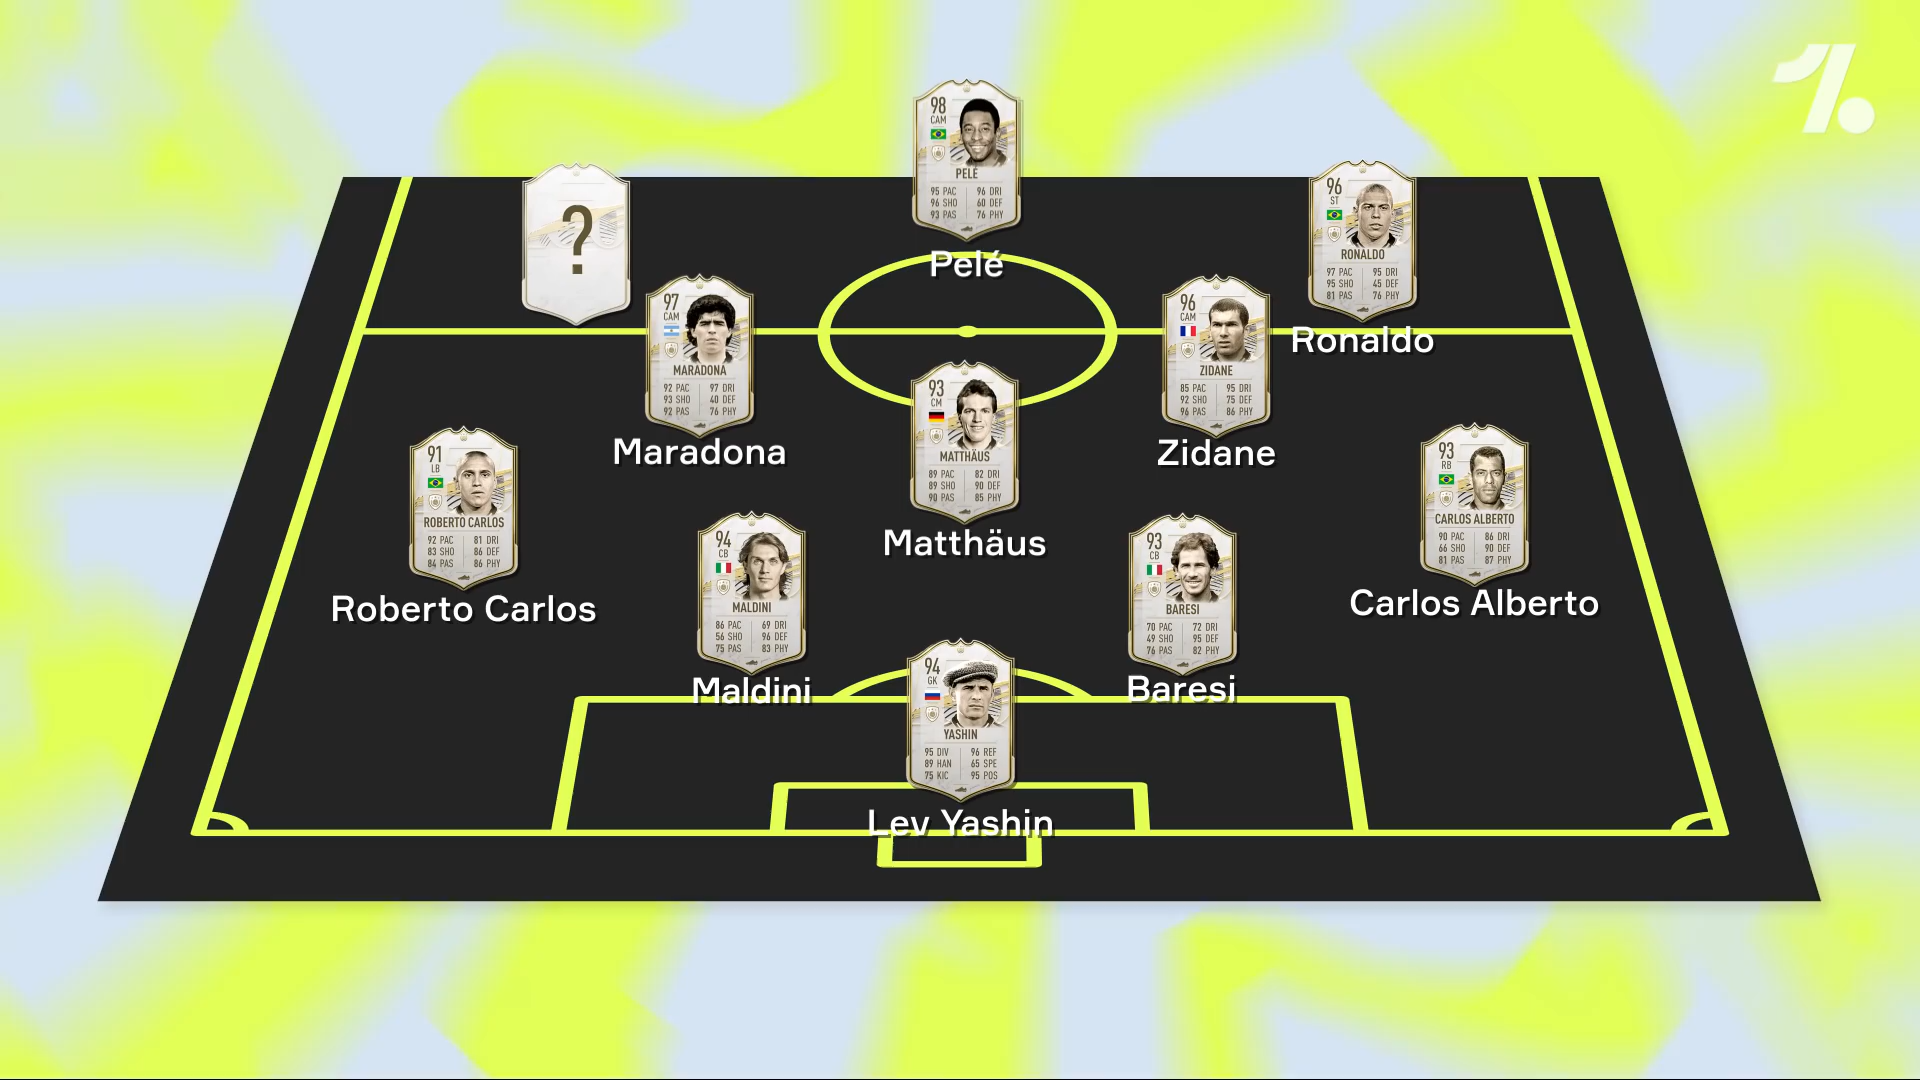 98
CAM
PELÉ
95 PAC 96 DRI
96 SHO 60 DEF
93 PAS 76 PHY
Pelé
?
96
ST
RONALDO
97 PAC 95 DRI
95 SHO 45 DEF
81 PAS 76 PHY
Ronaldo
97
CAM
MARADONA
92 PAC 97 DRI
93 SHO 40 DEF
92 PAS 76 PHY
Maradona
96
CAM
ZIDANE
85 PAC 95 DRI
92 SHO 75 DEF
96 PAS 86 PHY
Zidane
93
CM
MATTHÄUS
89 PAC 82 DRI
89 SHO 90 DEF
90 PAS 85 PHY
Matthäus
91
LB
ROBERTO CARLOS
92 PAC 81 DRI
83 SHO 86 DEF
84 PAS 86 PHY
Roberto Carlos
93
RB
CARLOS ALBERTO
90 PAC 86 DRI
66 SHO 90 DEF
81 PAS 87 PHY
Carlos Alberto
94
CB
MALDINI
86 PAC 69 DRI
56 SHO 96 DEF
75 PAS 83 PHY
Maldini
93
CB
BARESI
70 PAC 72 DRI
49 SHO 95 DEF
76 PAS 82 PHY
Baresi
94
GK
YASHIN
95 DIV 96 REF
89 HAN 65 SPE
75 KIC 95 POS
Lev Yashin